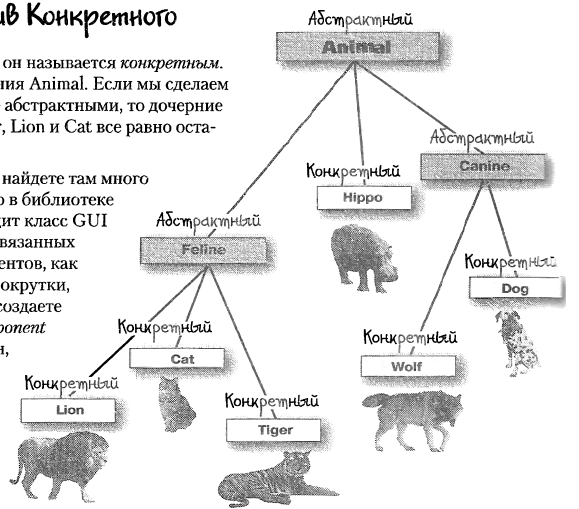 ив Конкретного
он называется конкретным.
ния Animal. Если мы сделаем
абстрактными, то дочерние
, Lion и Cat все равно оста-
найдете там много
о в библиотеке
дит класс GUI
вязанных
ентов, как
окрутки,
создаете
ponent
н,
Абстрактный
Animal
Абстрактный
Canine
Конкретный
Hippo
Абстрактный
Feline
Конкретный
Dog
Конкретный
Cat
Конкретный
Wolf
Конкретный
Lion
Конкретный
Tiger